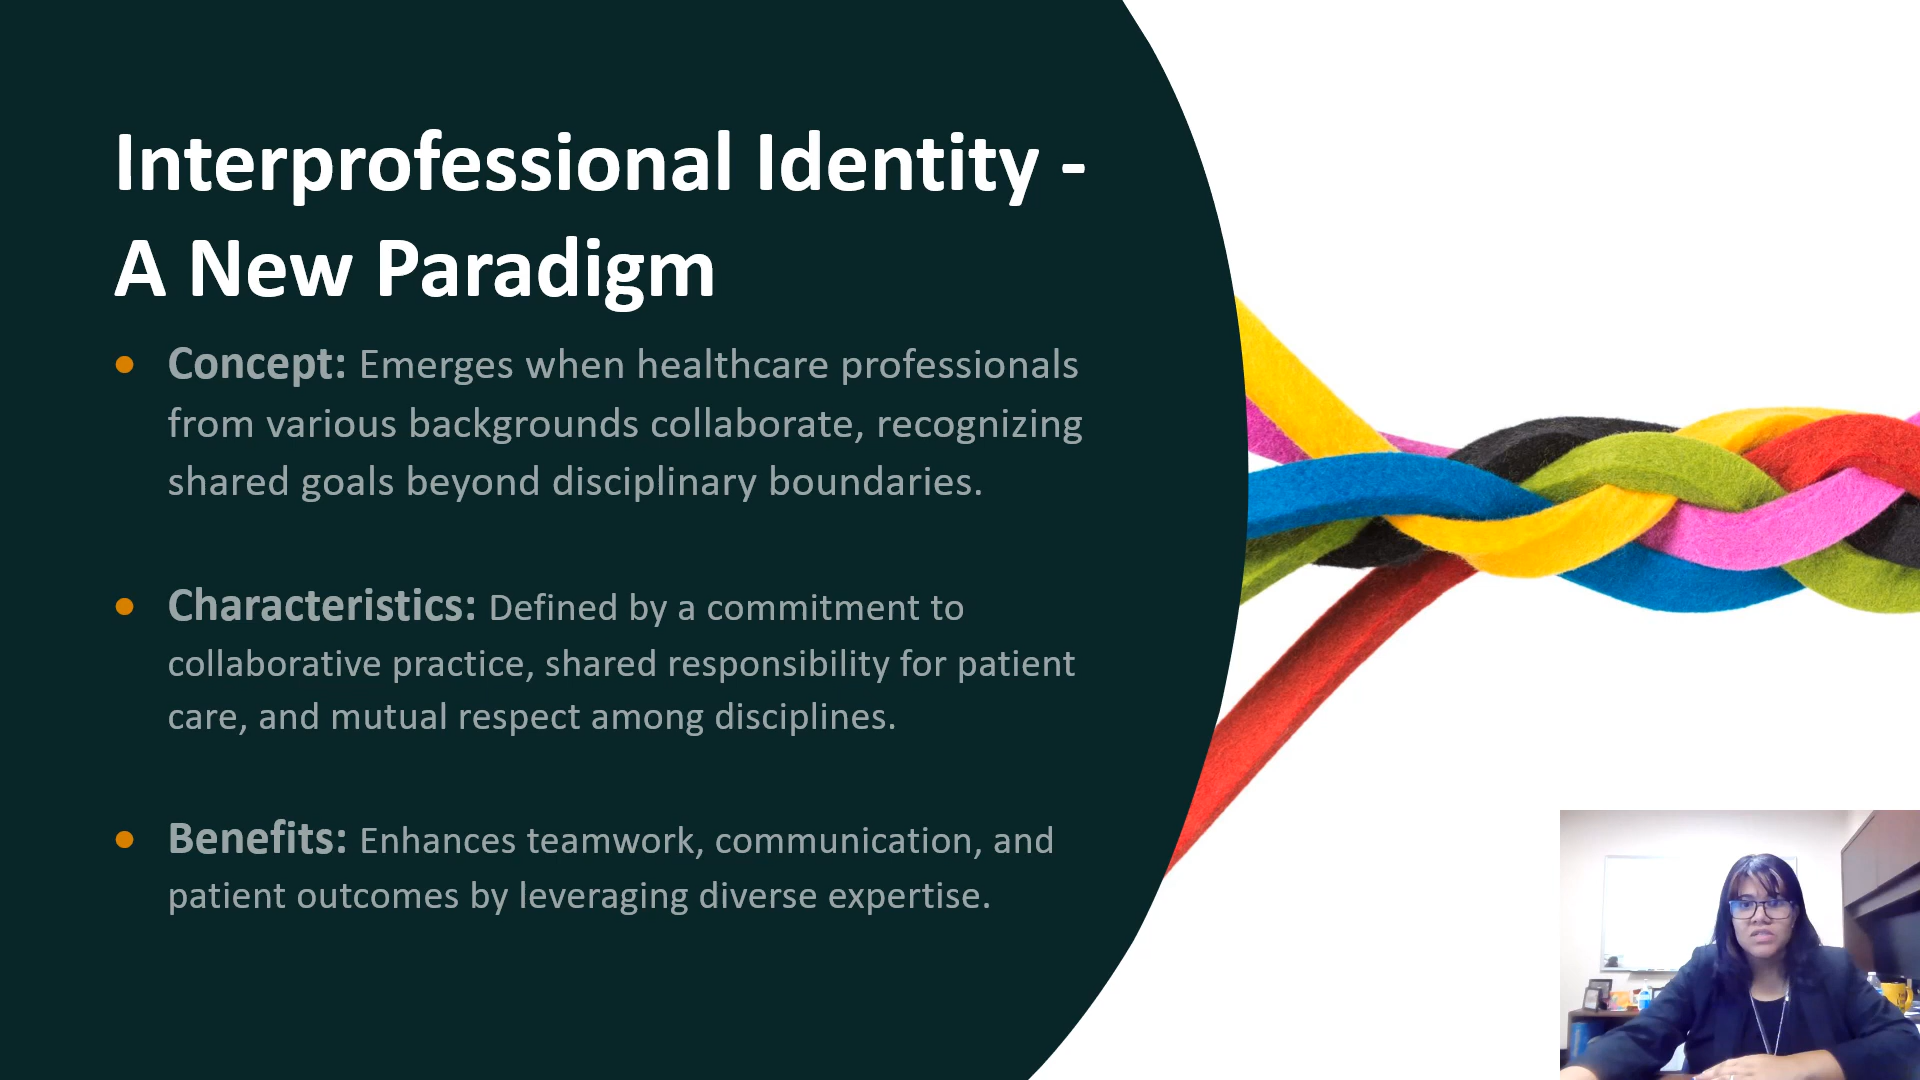 Interprofessional Identity -
A New Paradigm
• Concept: Emerges when healthcare professionals
from various backgrounds collaborate, recognizing
shared goals beyond disciplinary boundaries.
• Characteristics: Defined by a commitment to
collaborative practice, shared responsibility for patient
care, and mutual respect among disciplines.
• Benefits: Enhances teamwork, communication, and
patient outcomes by leveraging diverse expertise.